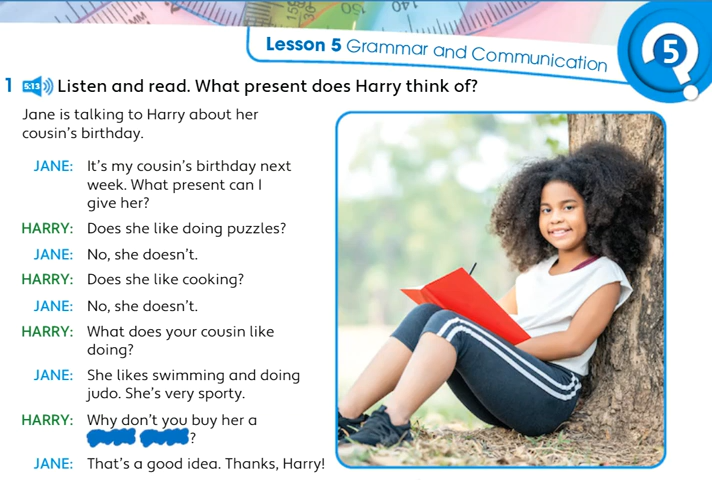 Lesson 5 Grammar and Communication
5
1 5:13 Listen and read. What present does Harry think of?
Jane is talking to Harry about her
cousin's birthday.
JANE: It's my cousin's birthday next
week. What present can I
give her?
HARRY: Does she like doing puzzles?
JANE: No, she doesn't.
HARRY: Does she like cooking?
JANE: No, she doesn't.
HARRY: What does your cousin like
doing?
JANE: She likes swimming and doing
judo. She's very sporty.
HARRY: Why don't you buy her a
?
JANE: That's a good idea. Thanks, Harry!